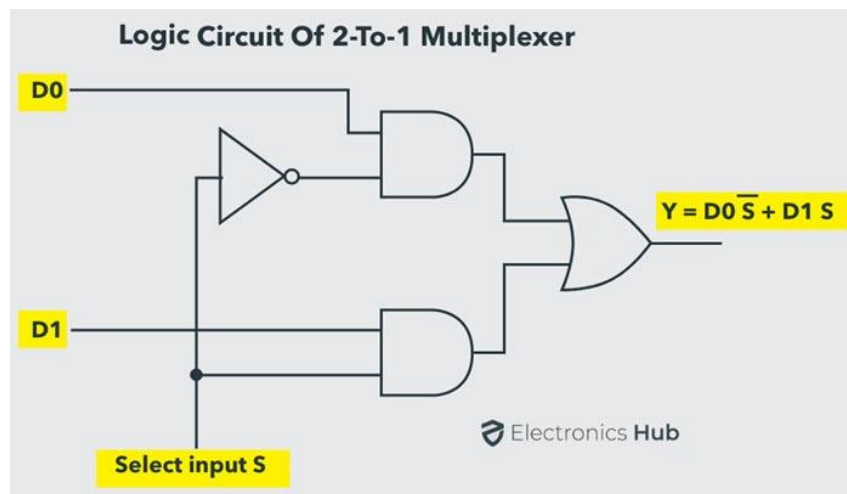 Logic Circuit Of 2-To-1 Multiplexer
D0
Y = D0 S̅ + D1 S
D1
Electronics Hub
Select input S